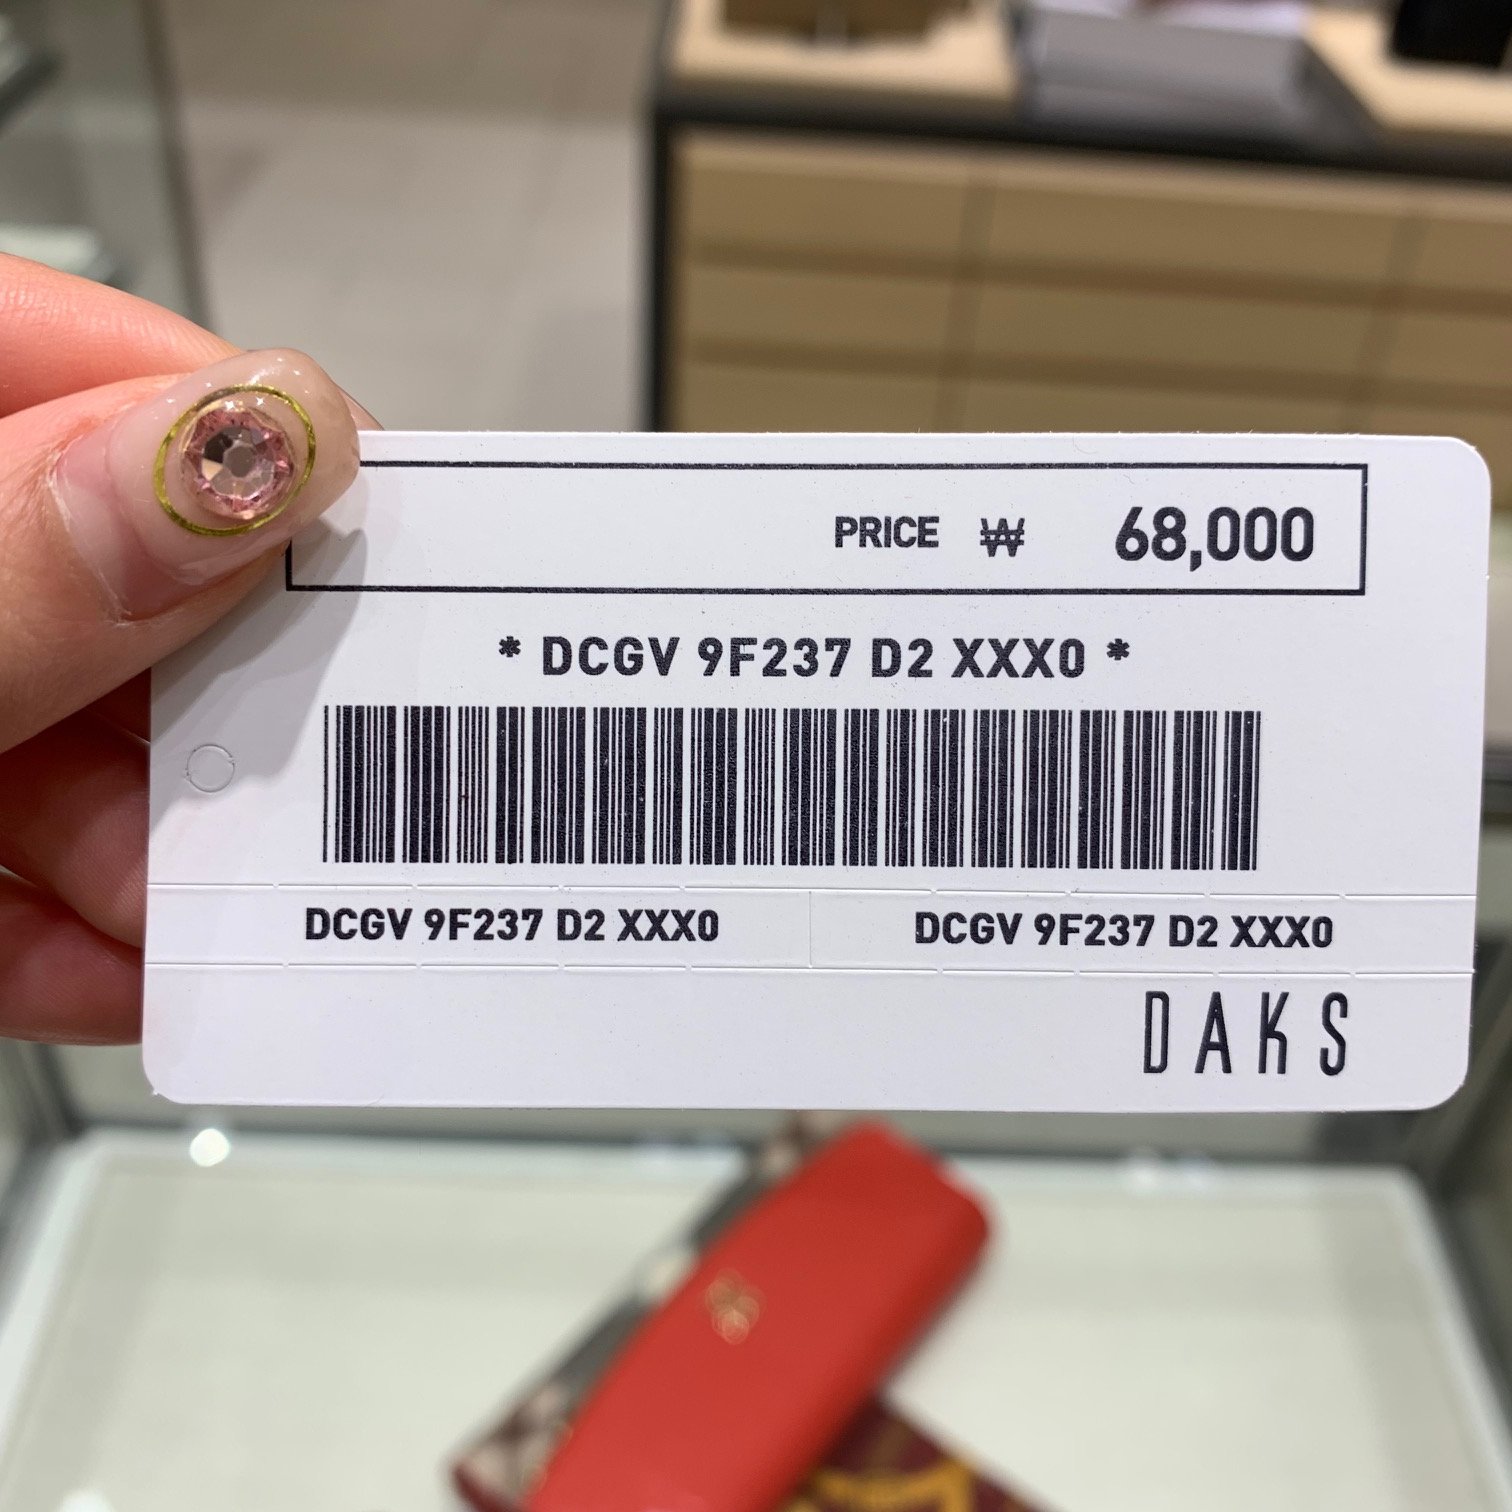 PRICE ₩ 68,000
* DCGV 9F237 D2 XXX0 *
DCGV 9F237 D2 XXX0 DCGV 9F237 D2 XXX0
DAKS